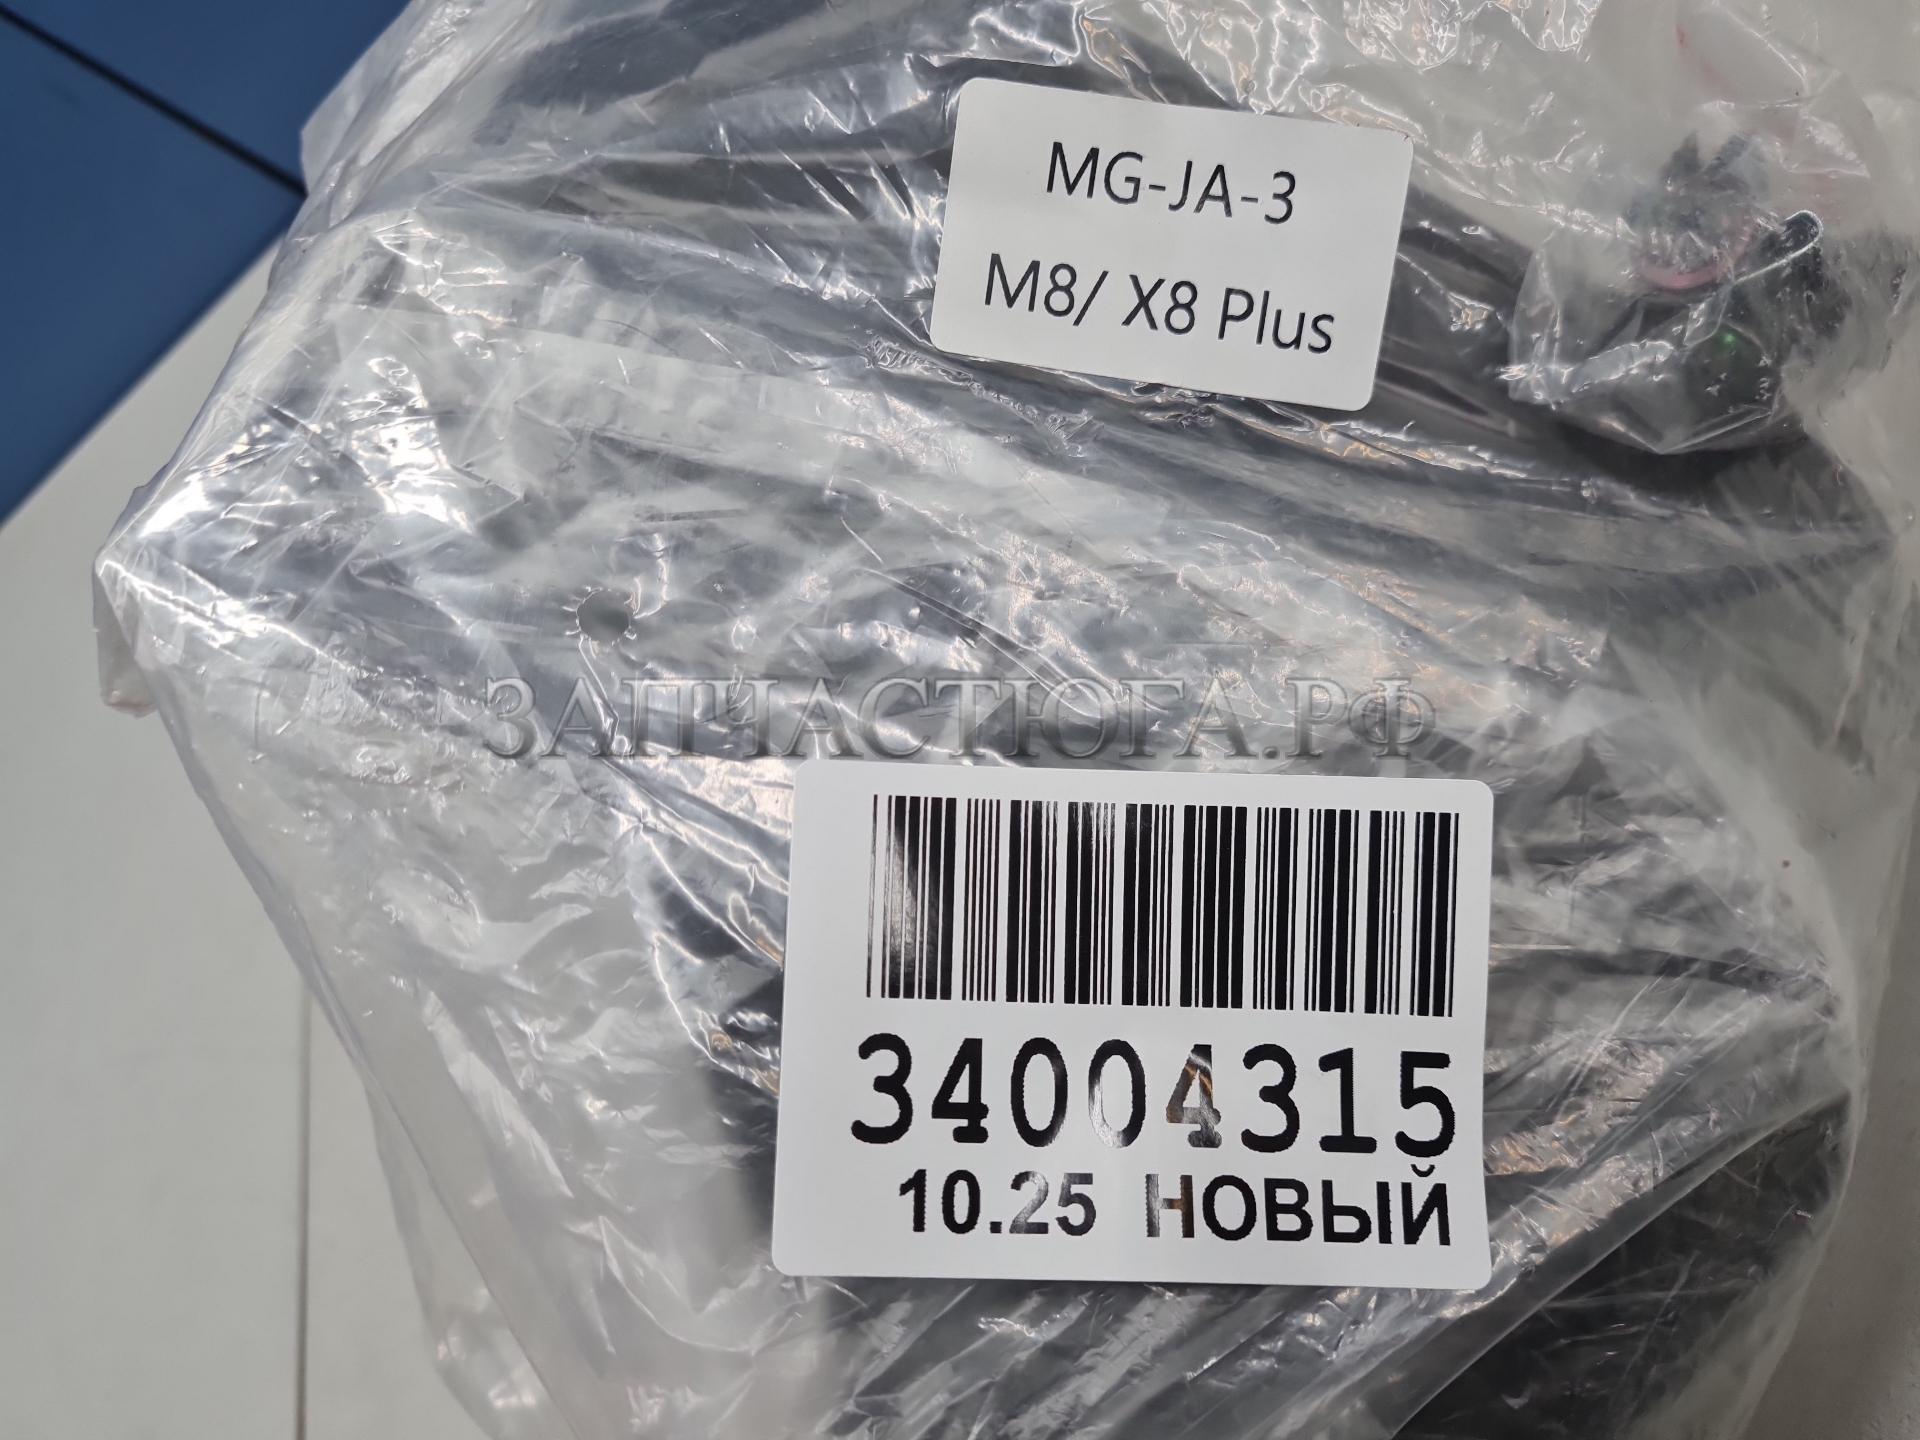 MG-JA-3
M8/ X8 Plus
ЗАПЧАСТЮГА.РФ
34004315
10.25 НОВЫЙ